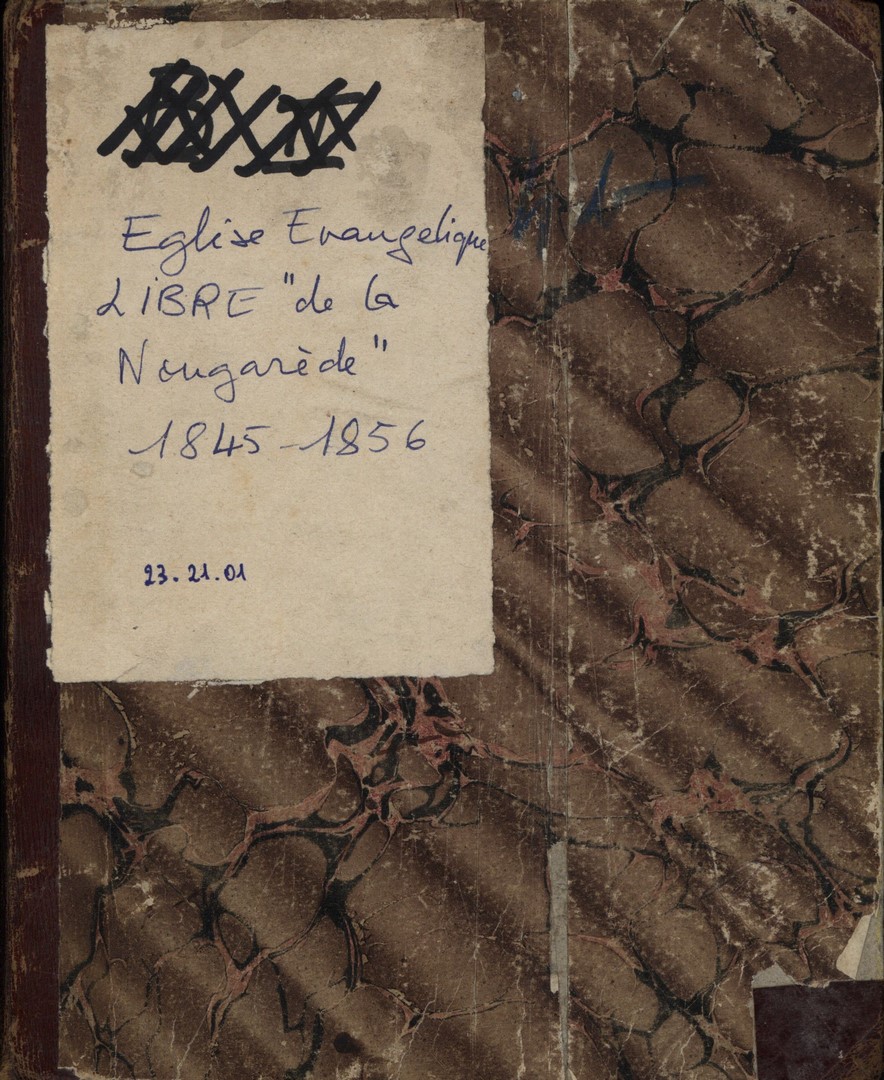 Eglise Evangelique
LIBRE "de la
Nougarède"
1845-1856
23.21.01